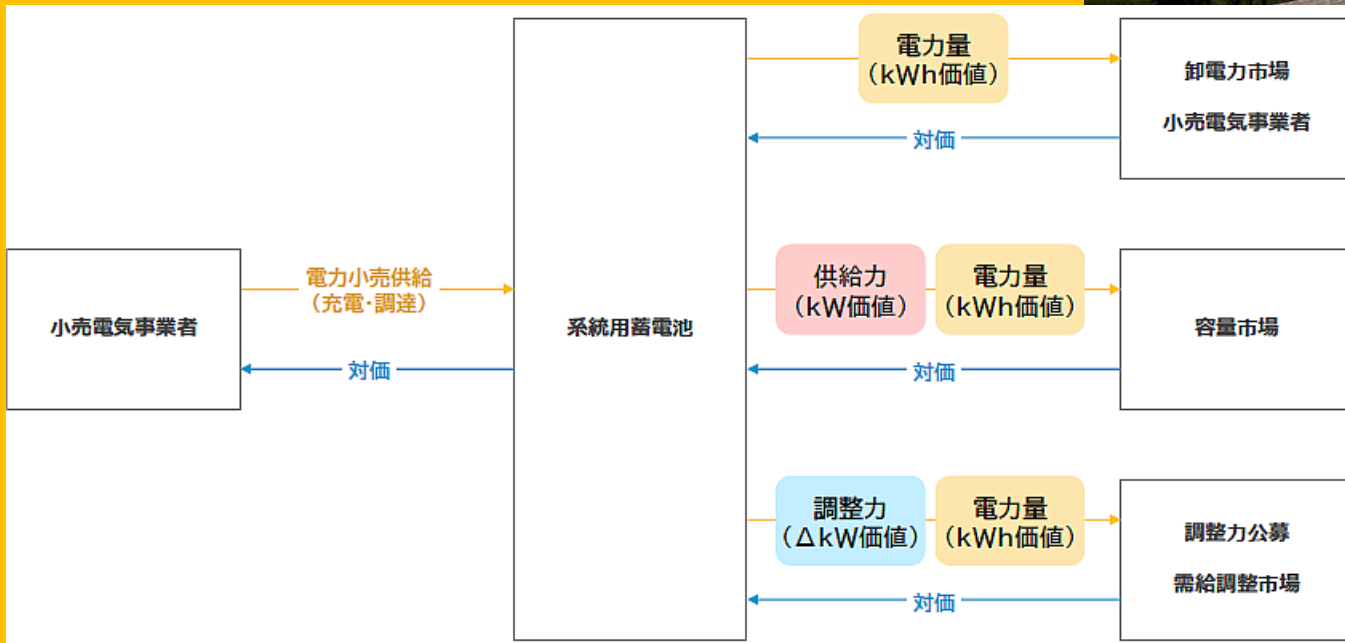 電力量
（kWh価値）
卸電力市場
小売電気事業者
対価
電力小売供給
（充電・調達）
小売電気事業者
対価
系統用蓄電池
供給力
（kW価値）
電力量
（kWh価値）
容量市場
対価
調整力
（ΔkW価値）
電力量
（kWh価値）
調整力公募
需給調整市場
対価